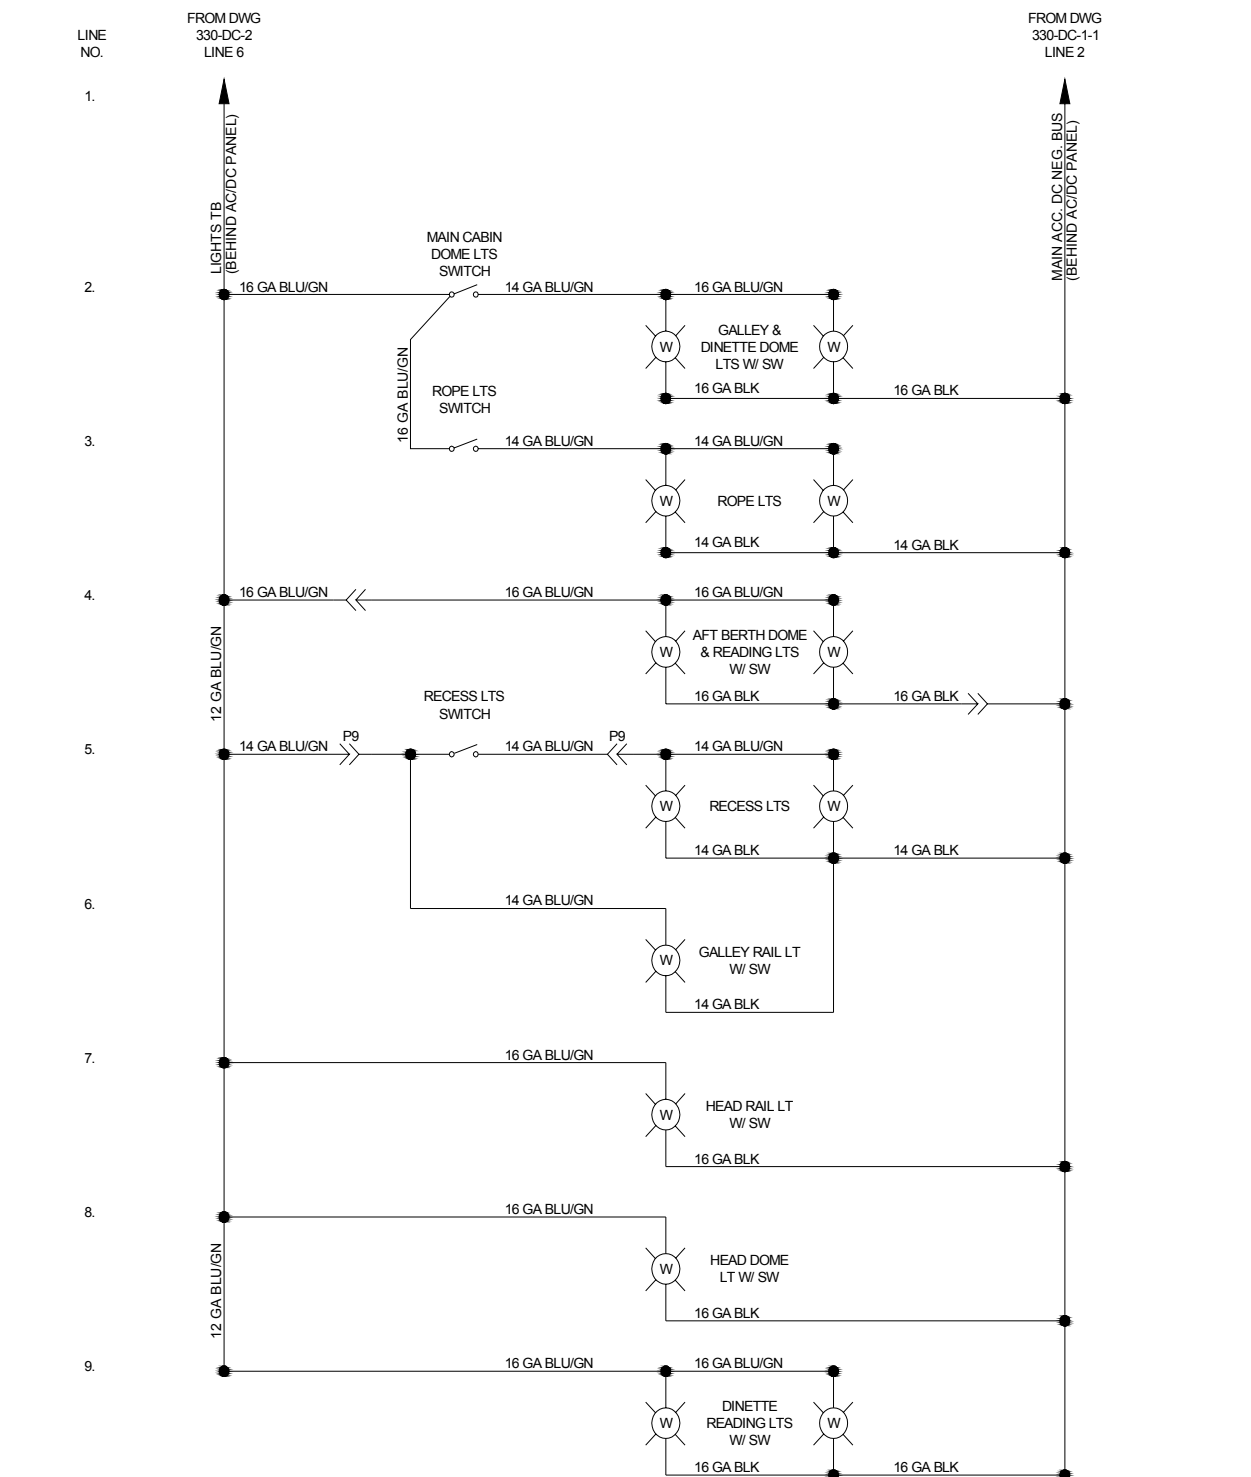 FROM DWG
330-DC-2
LINE 6
FROM DWG
330-DC-1-1
LINE 2
LINE
NO.
1.
LIGHTS TB
(BEHIND AC/DC PANEL)
MAIN ACC. DC NEG. BUS
(BEHIND AC/DC PANEL)
MAIN CABIN
DOME LTS
SWITCH
2.
16 GA BLU/GN
14 GA BLU/GN
16 GA BLU/GN
W
GALLEY &
DINETTE DOME
LTS W/ SW
W
16 GA BLK
16 GA BLK
16 GA BLU/GN
ROPE LTS
SWITCH
3.
14 GA BLU/GN
14 GA BLU/GN
W
ROPE LTS
W
14 GA BLK
14 GA BLK
4.
16 GA BLU/GN
16 GA BLU/GN
16 GA BLU/GN
12 GA BLU/GN
W
AFT BERTH DOME
& READING LTS
W/ SW
W
16 GA BLK
16 GA BLK
RECESS LTS
SWITCH
5.
14 GA BLU/GN
P9
14 GA BLU/GN
P9
14 GA BLU/GN
W
RECESS LTS
W
14 GA BLK
14 GA BLK
6.
14 GA BLU/GN
W
GALLEY RAIL LT
W/ SW
14 GA BLK
7.
16 GA BLU/GN
W
HEAD RAIL LT
W/ SW
16 GA BLK
8.
16 GA BLU/GN
12 GA BLU/GN
W
HEAD DOME
LT W/ SW
16 GA BLK
9.
16 GA BLU/GN
16 GA BLU/GN
W
DINETTE
READING LTS
W/ SW
W
16 GA BLK
16 GA BLK